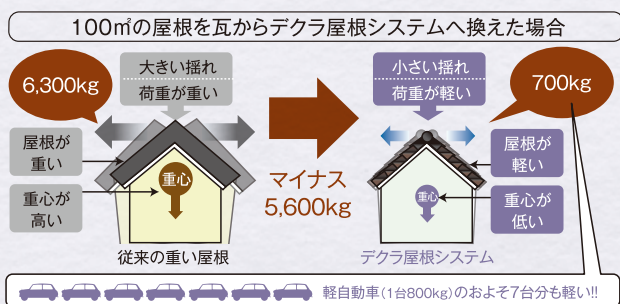 100㎡の屋根を瓦からデクラ屋根システムへ換えた場合
6,300kg
大きい揺れ
荷重が重い
屋根が
重い
重心が
高い
重心
従来の重い屋根
マイナス
5,600kg
小さい揺れ
荷重が軽い
700kg
屋根が
軽い
重心が
低い
重心
デクラ屋根システム
軽自動車(1台800kg)のおよそ7台分も軽い!!